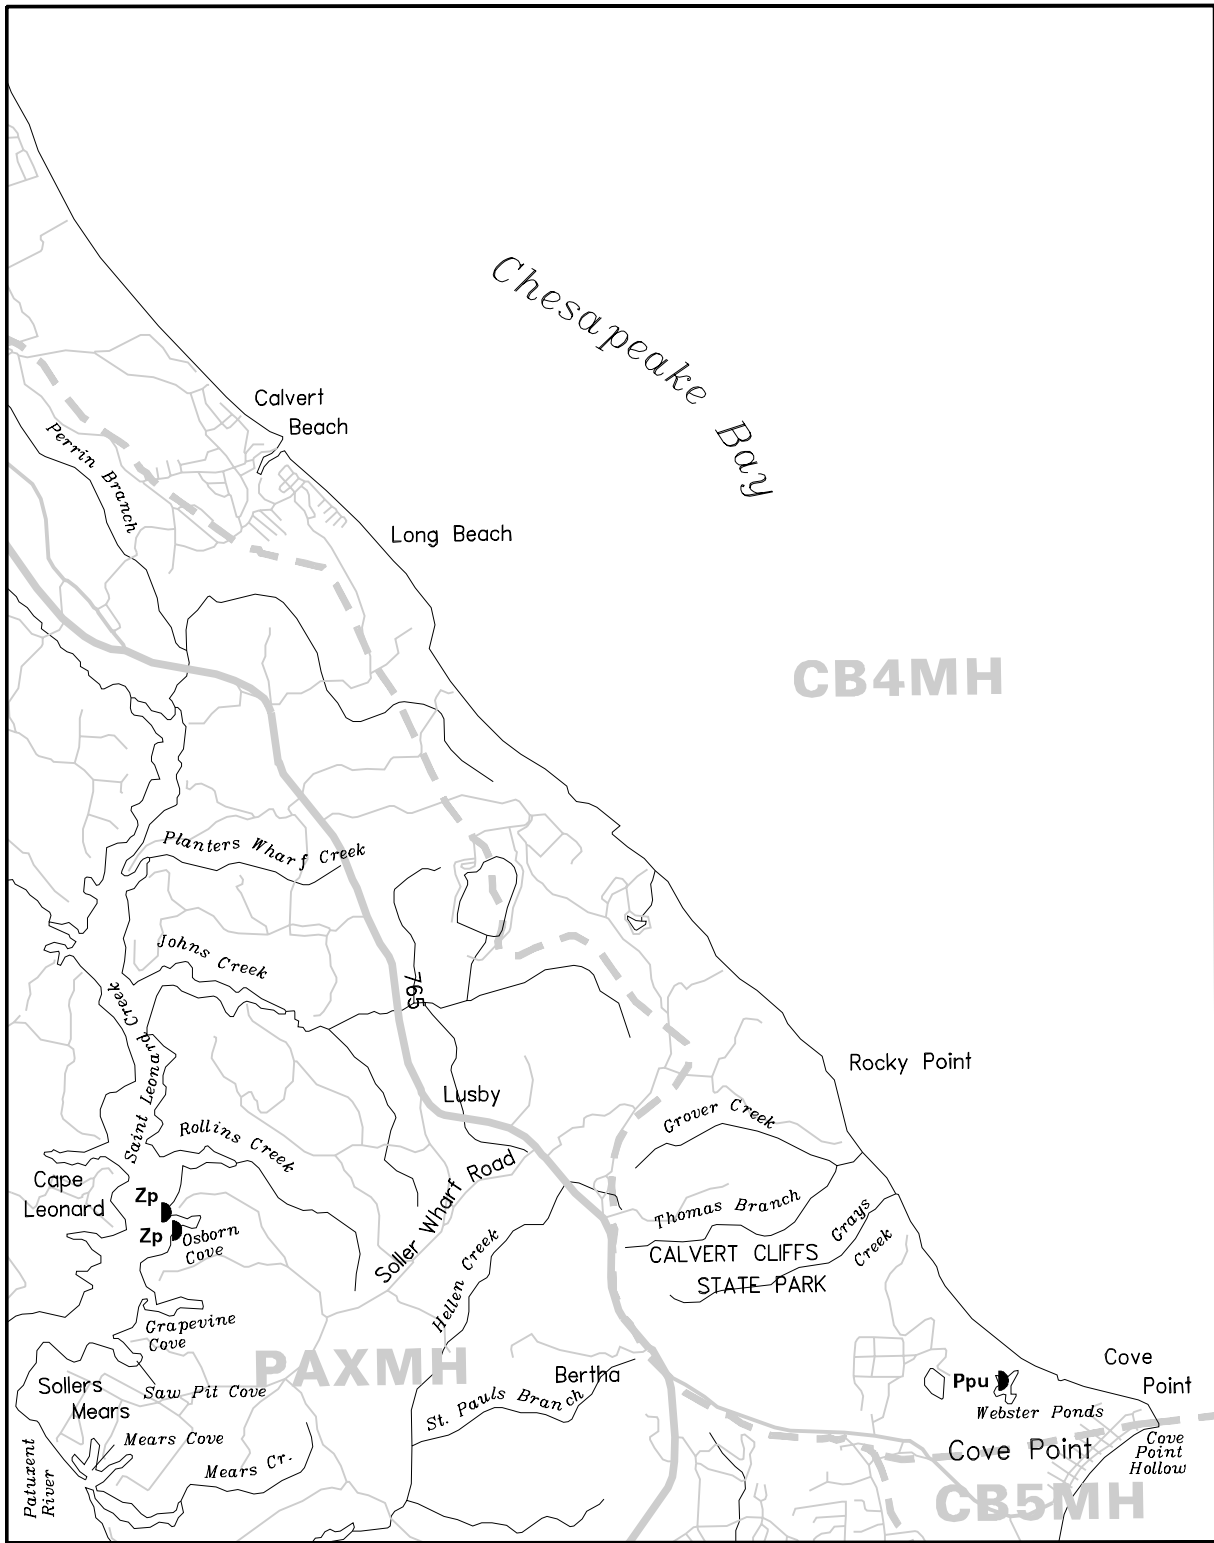 Chesapeake Bay
Calvert
Beach
Perrin Branch
Long Beach
CB4MH
Planters Wharf Creek
Johns Creek
765
Saint Leonard Creek
Rocky Point
Lusby
Grover Creek
Rollins Creek
Soller Wharf Road
Cape
Leonard
Zp
Zp
Osborn
Cove
Thomas Branch
Grays
Creek
CALVERT CLIFFS
STATE PARK
Hellen Creek
Grapevine
Cove
PAXMH
Bertha
Cove
Point
Sollers
Mears
Saw Pit Cove
St. Pauls Branch
Ppu
Webster Ponds
Mears Cove
Mears Cr.
Patuxent
River
Cove Point
Cove
Point
Hollow
CB5MH